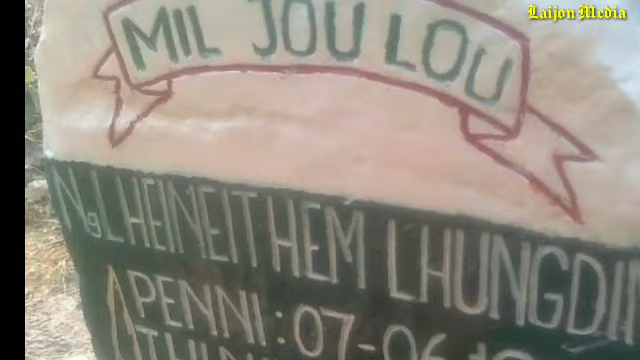 Laijon Media
MIL JOU LOU
Ng LHEINEITHEM LHUNGDI
A PENNI : 07-06